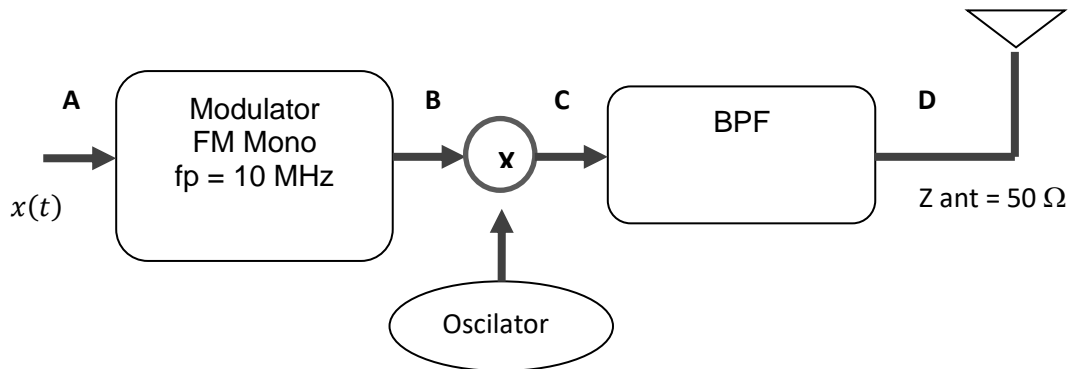 A
Modulator
FM Mono
fp = 10 MHz
B
x
C
BPF
D
x(t)
Z ant = 50 Ω
Oscilator